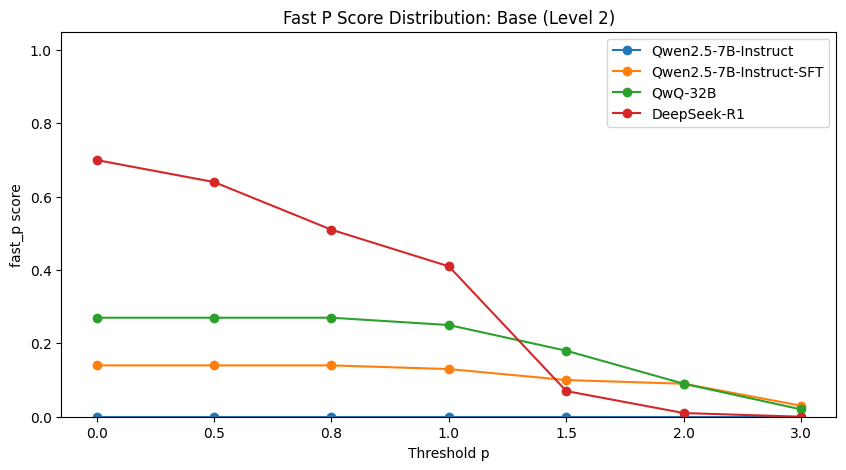 Fast P Score Distribution: Base (Level 2)
Qwen2.5-7B-Instruct
Qwen2.5-7B-Instruct-SFT
QwQ-32B
DeepSeek-R1
fast_p score
1.0
0.8
0.6
0.4
0.2
0.0
0.0 0.5 0.8 1.0 1.5 2.0 3.0
Threshold p